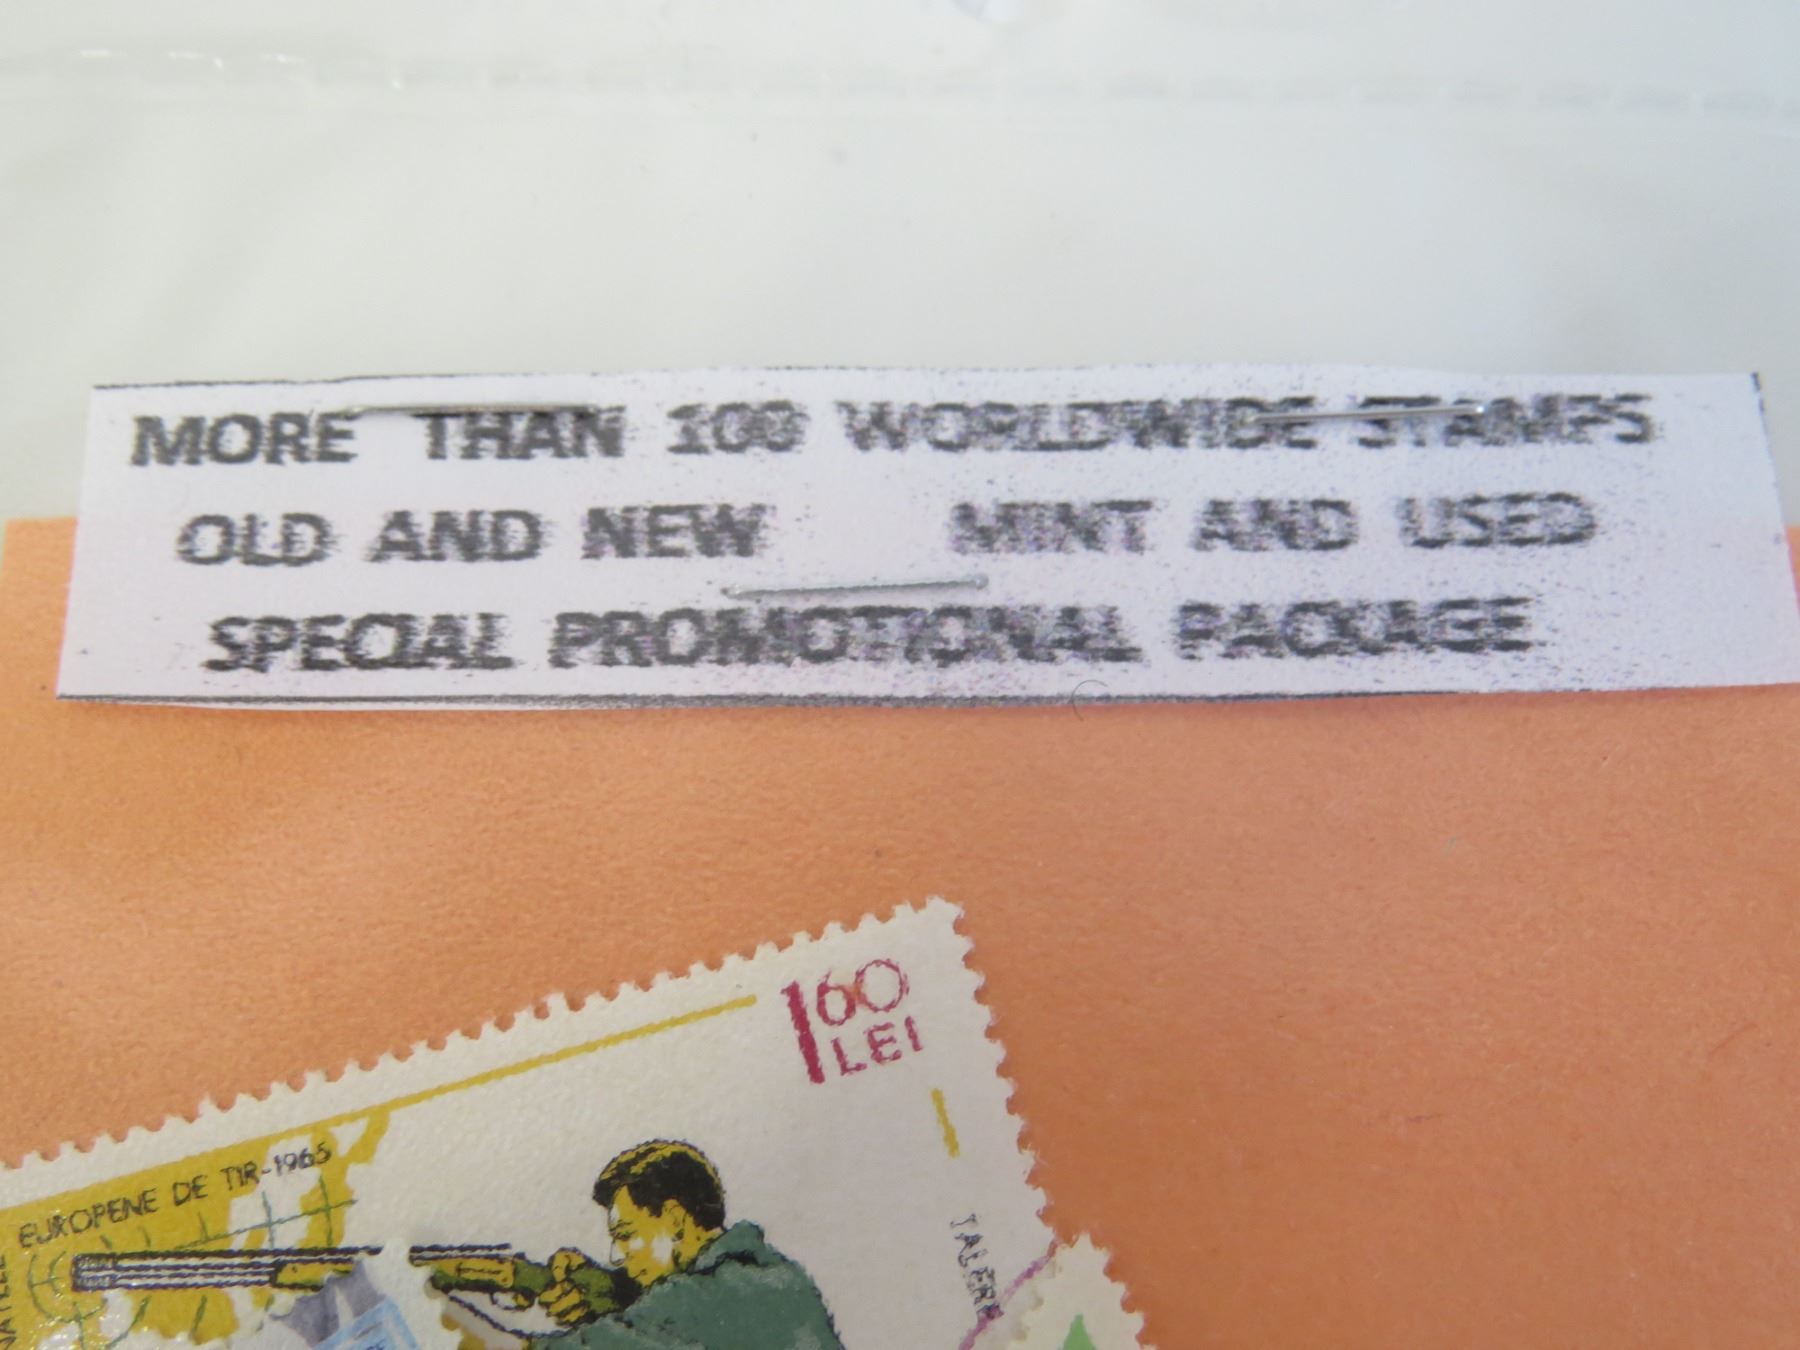 MORE THAN 100 WORLDWIDE STAMPS
OLD AND NEW MINT AND USED
SPECIAL PROMOTIONAL PACKAGE
1 60
LEI
EUROPENE DE TIR-1965
TALERE